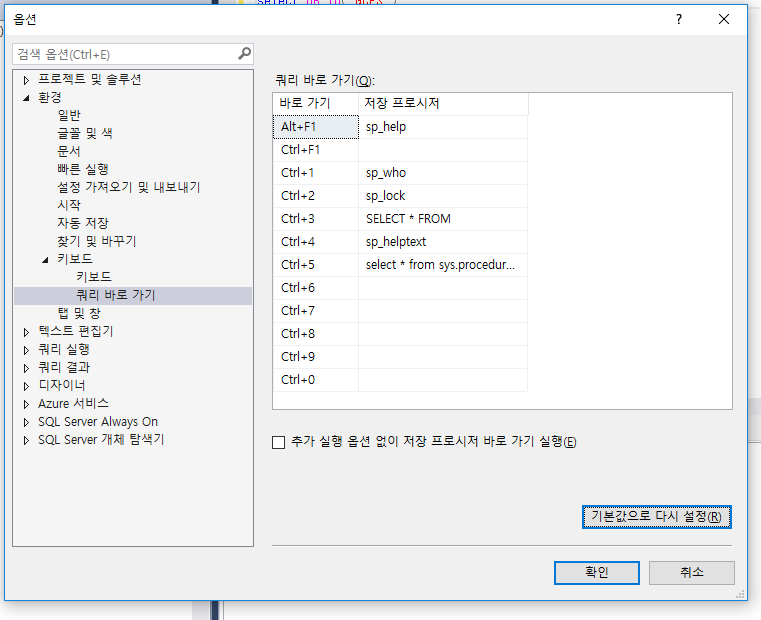 옵션
검색 옵션(Ctrl+E)
프로젝트 및 솔루션
환경
일반
글꼴 및 색
문서
빠른 실행
설정 가져오기 및 내보내기
시작
자동 저장
찾기 및 바꾸기
키보드
키보드
쿼리 바로 가기
탭 및 창
텍스트 편집기
쿼리 실행
쿼리 결과
디자이너
Azure 서비스
SQL Server Always On
SQL Server 개체 탐색기
쿼리 바로 가기(Q):
바로 가기 저장 프로시저
Alt+F1 sp_help
Ctrl+F1
Ctrl+1 sp_who
Ctrl+2 sp_lock
Ctrl+3 SELECT * FROM
Ctrl+4 sp_helptext
Ctrl+5 select * from sys.procedur...
Ctrl+6
Ctrl+7
Ctrl+8
Ctrl+9
Ctrl+0
추가 실행 옵션 없이 저장 프로시저 바로 가기 실행(E)
기본값으로 다시 설정(R)
확인 취소